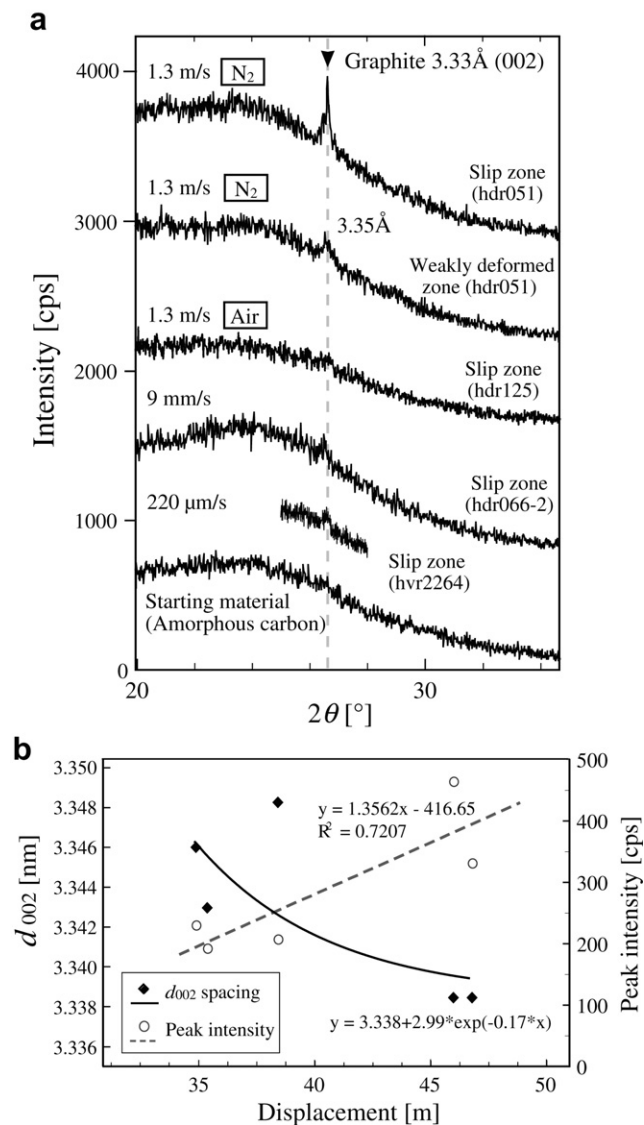 a
Graphite 3.33Å (002)
4000
1.3 m/s N₂
Slip zone
(hdr051)
1.3 m/s N₂
3000
3.35Å
Weakly deformed
zone (hdr051)
1.3 m/s Air
2000
Slip zone
(hdr125)
9 mm/s
Slip zone
(hdr066-2)
220 μm/s
1000
Slip zone
(hvr2264)
Starting material
(Amorphous carbon)
0
Intensity [cps]
20 30
2θ [°]
b
3.350
3.348
3.346
3.344
3.342
3.340
3.338
3.336
d002 [nm]
y = 1.3562x - 416.65
R² = 0.7207
d002 spacing
Peak intensity
y = 3.338+2.99*exp(-0.17*x)
500
400
300
200
100
0
Peak intensity [cps]
35 40 45 50
Displacement [m]